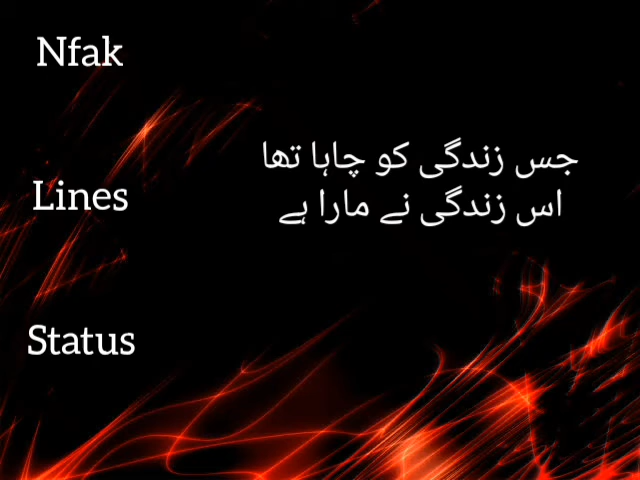 Nfak
جس زندگی کو چاہا تھا
Lines
اس زندگی نے مارا ہے
Status